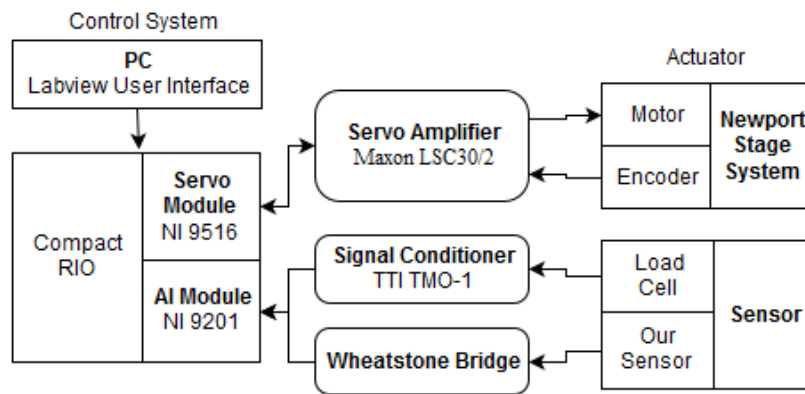 Control System
PC
Labview User Interface
Compact
RIO
Servo
Module
NI 9516
AI Module
NI 9201
Servo Amplifier
Maxon LSC30/2
Signal Conditioner
TTI TMO-1
Wheatstone Bridge
Actuator
Motor
Encoder
Newport
Stage
System
Load
Cell
Our
Sensor
Sensor